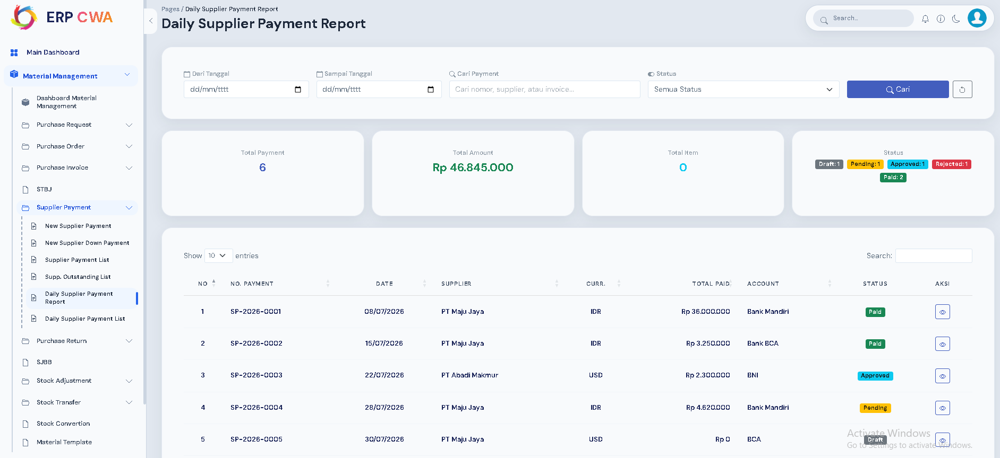 ERP CWA
Main Dashboard
Material Management
Dashboard Material
Management
Purchase Request
Purchase Order
Purchase Invoice
STBJ
Supplier Payment
New Supplier Payment
New Supplier Down Payment
Supplier Payment List
Supp. Outstanding List
Daily Supplier Payment
Report
Daily Supplier Payment List
Purchase Return
SJBB
Stock Adjustment
Stock Transfer
Stock Convertion
Material Template
Pages / Daily Supplier Payment Report
Daily Supplier Payment Report
Search...
Dari Tanggal Sampai Tanggal Cari Payment Status
dd/mm/tttt dd/mm/tttt Cari nomor, supplier, atau invoice... Semua Status Cari
Total Payment
6
Total Amount
Rp 46.845.000
Total Item
0
Status
Draft: 1 Pending: 1 Approved: 1 Rejected: 1
Paid: 2
Show 10 entries Search:
NO NO. PAYMENT DATE SUPPLIER CURR. TOTAL PAID ACCOUNT STATUS AKSI
1 SP-2026-0001 08/07/2026 PT Maju Jaya IDR Rp 36.000.000 Bank Mandiri Paid
2 SP-2026-0002 15/07/2026 PT Maju Jaya IDR Rp 3.250.000 Bank BCA Paid
3 SP-2026-0003 22/07/2026 PT Abadi Makmur USD Rp 2.300.000 BNI Approved
4 SP-2026-0004 28/07/2026 PT Maju Jaya IDR Rp 4.620.000 Bank Mandiri Pending
5 SP-2026-0005 30/07/2026 PT Maju Jaya USD Rp 0 BCA Draft
Activate Windows
Go to Settings to activate Windows.